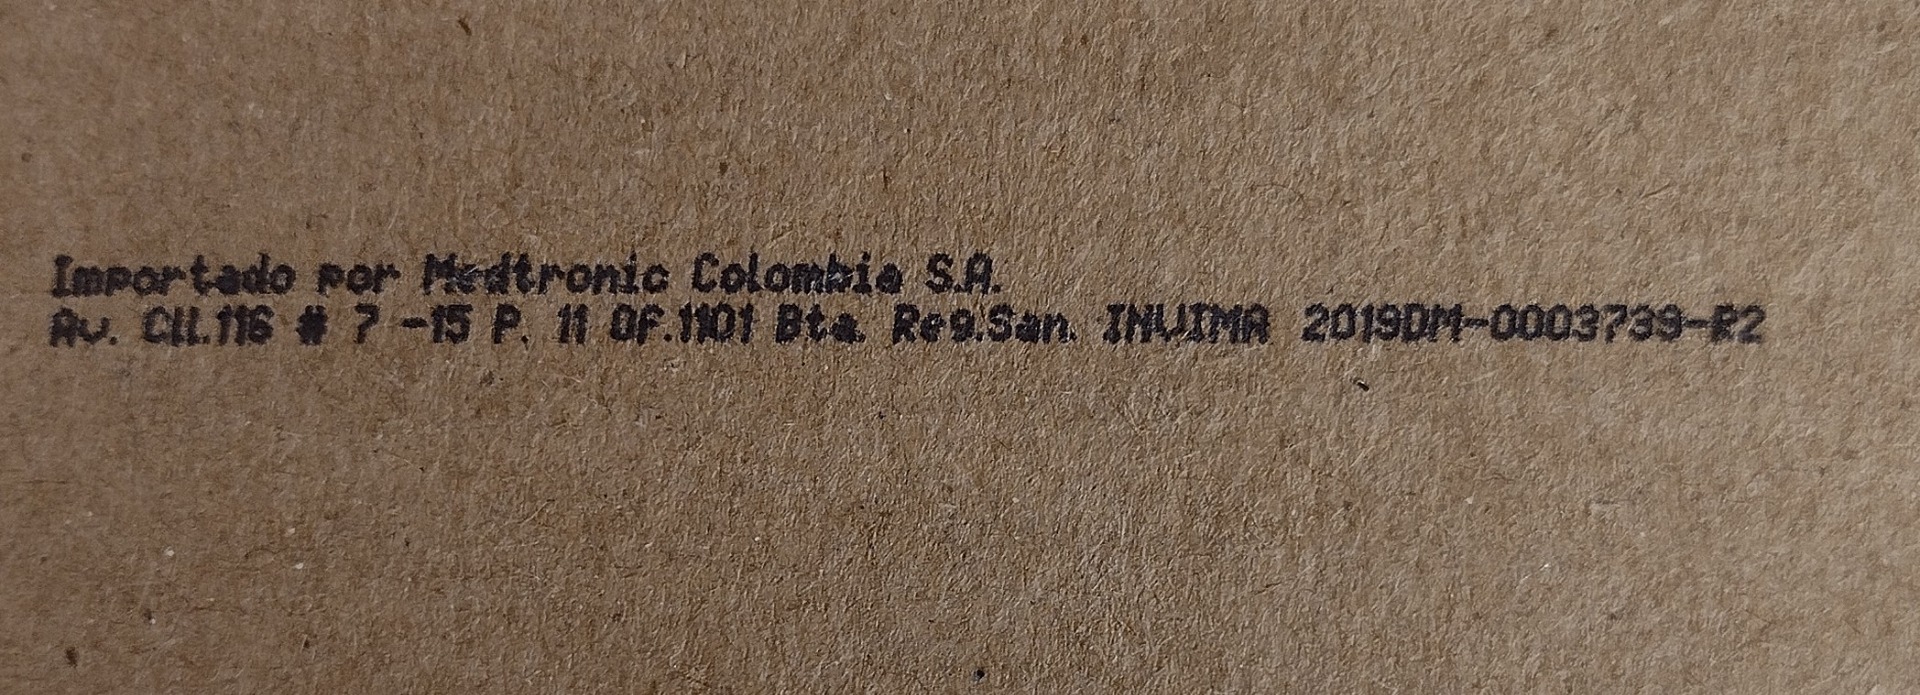 Importado por Medtronic Colombia S.A.
Av. Cll.116 # 7 -15 P. 11 OF.1101 Bta. Reg.San. INVIMA 2019DM-0003739-R2